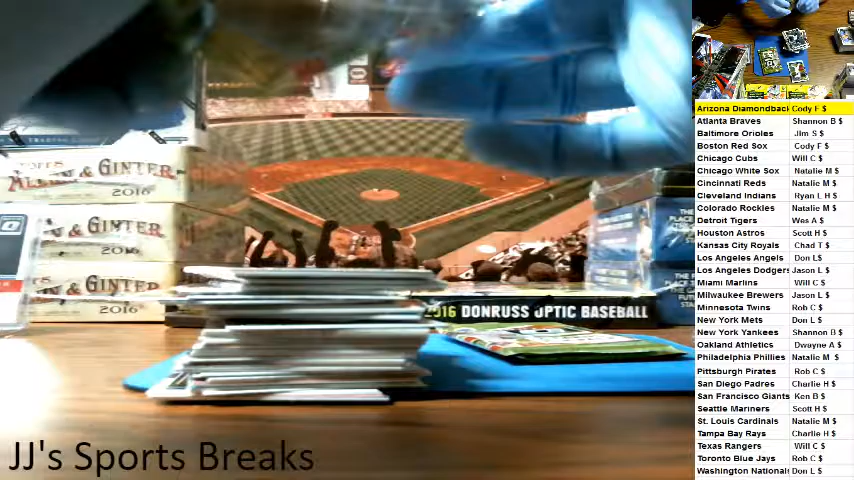 TOPPS
ALLEN & GINTER
2016
GINTER
2016
GINTER
2016
2016 DONRUSS OPTIC BASEBALL
JJ's Sports Breaks
Arizona Diamondback Cody F $
Atlanta Braves Shannon B $
Baltimore Orioles Jim S $
Boston Red Sox Cody F $
Chicago Cubs Will C $
Chicago White Sox Natalie M $
Cincinnati Reds Natalie M $
Cleveland Indians Ryan L H $
Colorado Rockies Natalie M $
Detroit Tigers Wes A $
Houston Astros Scott H $
Kansas City Royals Chad T $
Los Angeles Angels Don L $
Los Angeles Dodgers Jason L $
Miami Marlins Will C $
Milwaukee Brewers Jason L $
Minnesota Twins Rob C $
New York Mets Don L $
New York Yankees Shannon B $
Oakland Athletics Dwayne A $
Philadelphia Phillies Natalie M $
Pittsburgh Pirates Rob C $
San Diego Padres Charlie H $
San Francisco Giants Ken B $
Seattle Mariners Scott H $
St. Louis Cardinals Natalie M $
Tampa Bay Rays Charlie H $
Texas Rangers Will C $
Toronto Blue Jays Rob C $
Washington Nationals Don L $